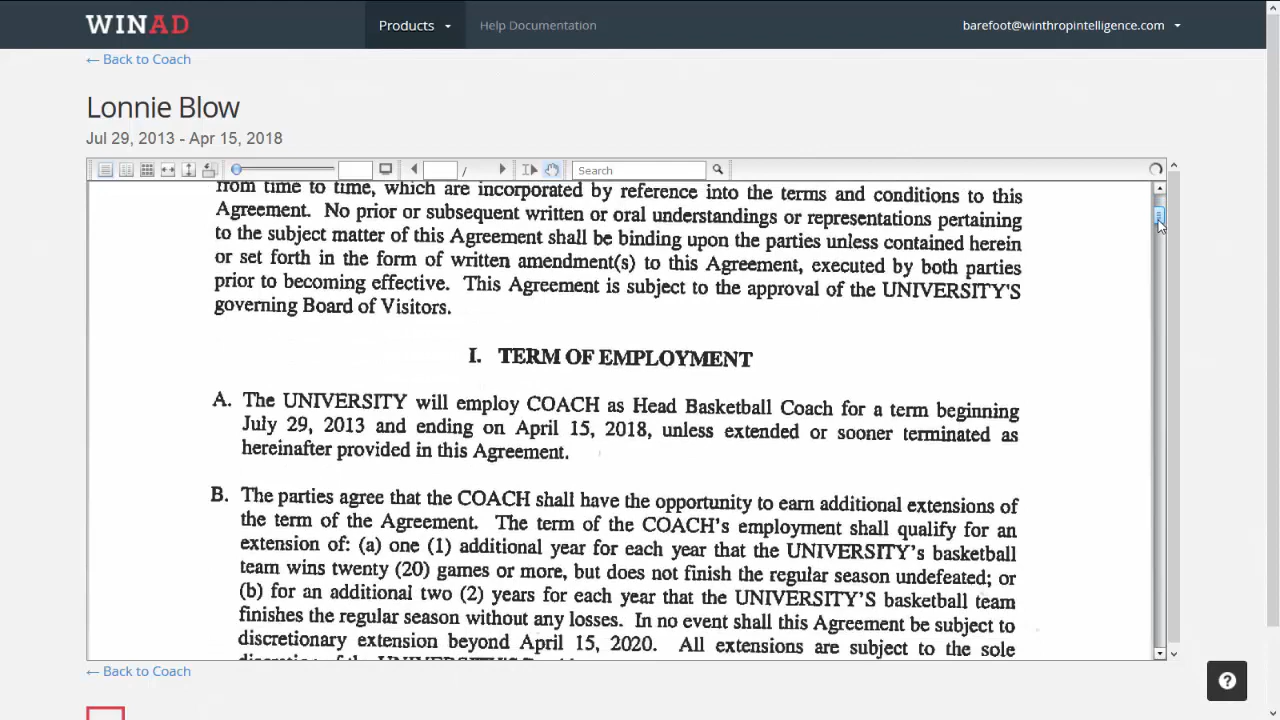 WINAD
Products
Help Documentation
barefoot@winthropintelligence.com
← Back to Coach
Lonnie Blow
Jul 29, 2013 - Apr 15, 2018
/
Search
from time to time, which are incorporated by reference into the terms and conditions to this
Agreement. No prior or subsequent written or oral understandings or representations pertaining
to the subject matter of this Agreement shall be binding upon the parties unless contained herein
or set forth in the form of written amendment(s) to this Agreement, executed by both parties
prior to becoming effective. This Agreement is subject to the approval of the UNIVERSITY'S
governing Board of Visitors.
I. TERM OF EMPLOYMENT
A. The UNIVERSITY will employ COACH as Head Basketball Coach for a term beginning
July 29, 2013 and ending on April 15, 2018, unless extended or sooner terminated as
hereinafter provided in this Agreement.
B. The parties agree that the COACH shall have the opportunity to earn additional extensions of
the term of the Agreement. The term of the COACH's employment shall qualify for an
extension of: (a) one (1) additional year for each year that the UNIVERSITY's basketball
team wins twenty (20) games or more, but does not finish the regular season undefeated; or
(b) for an additional two (2) years for each year that the UNIVERSITY'S basketball team
finishes the regular season without any losses. In no event shall this Agreement be subject to
discretionary extension beyond April 15, 2020. All extensions are subject to the sole
← Back to Coach
?